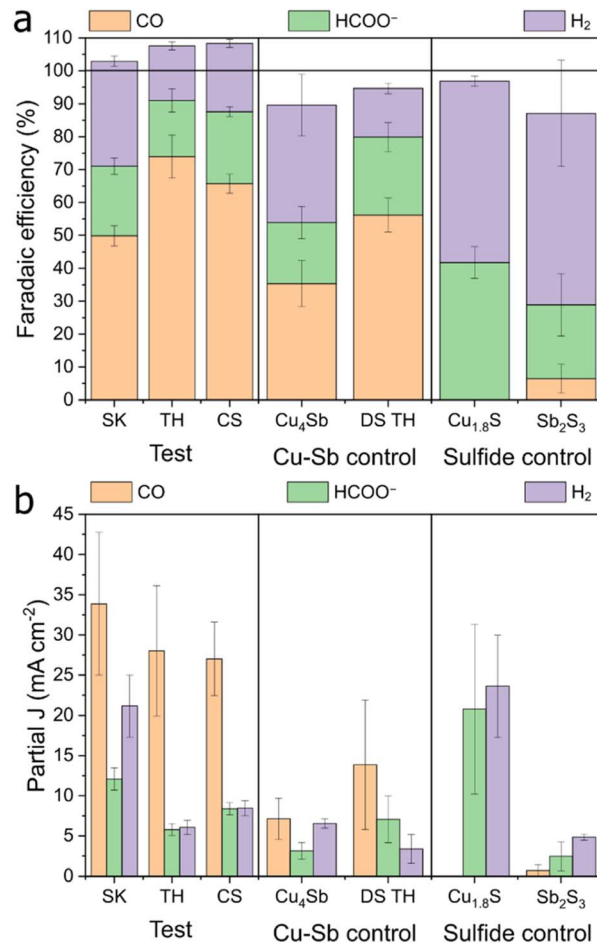 a
CO HCOO⁻ H₂
Faradaic efficiency (%)
110
100
90
80
70
60
50
40
30
20
10
0
SK TH CS Cu₄Sb DS TH Cu₁.₈S Sb₂S₃
Test Cu-Sb control Sulfide control
b
CO HCOO⁻ H₂
Partial J (mA cm⁻²)
45
40
35
30
25
20
15
10
5
0
SK TH CS Cu₄Sb DS TH Cu₁.₈S Sb₂S₃
Test Cu-Sb control Sulfide control